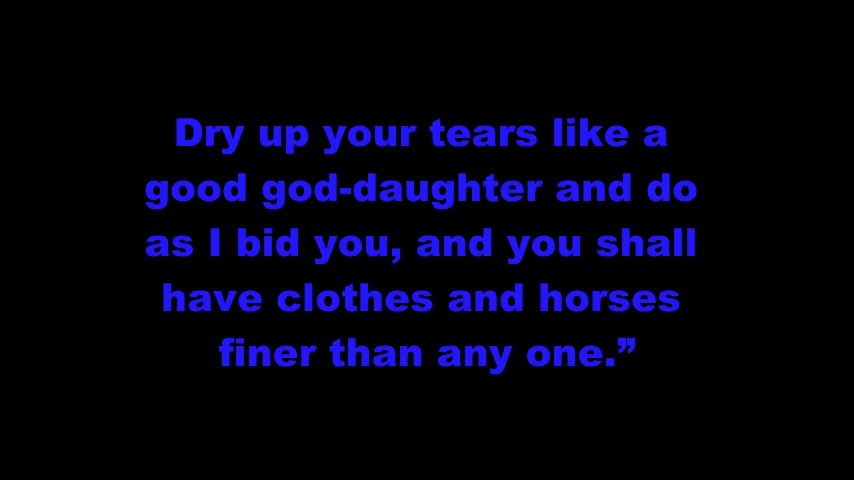 Dry up your tears like a
good god-daughter and do
as I bid you, and you shall
have clothes and horses
finer than any one.”